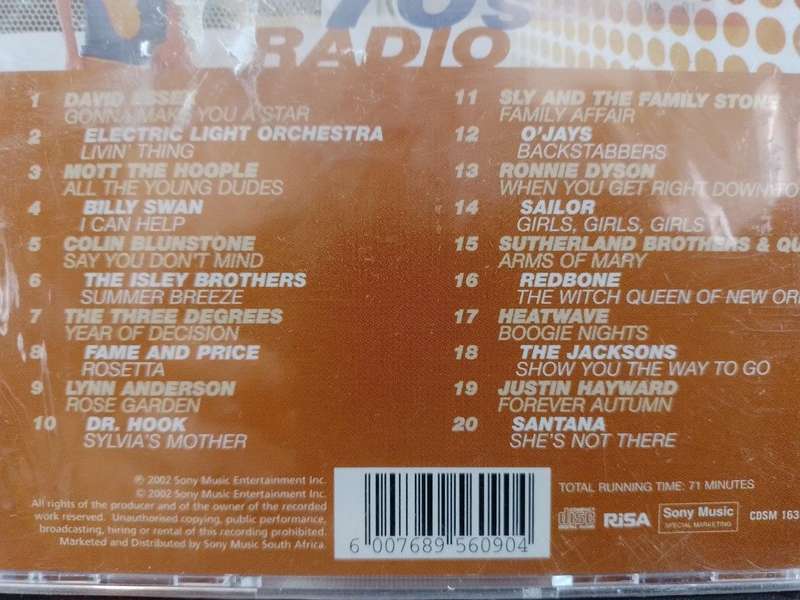 70s
RADIO
1 DAVID ESSEX
GONNA MAKE YOU A STAR
2 ELECTRIC LIGHT ORCHESTRA
LIVIN' THING
3 MOTT THE HOOPLE
ALL THE YOUNG DUDES
4 BILLY SWAN
I CAN HELP
5 COLIN BLUNSTONE
SAY YOU DON'T MIND
6 THE ISLEY BROTHERS
SUMMER BREEZE
7 THE THREE DEGREES
YEAR OF DECISION
8 FAME AND PRICE
ROSETTA
9 LYNN ANDERSON
ROSE GARDEN
10 DR. HOOK
SYLVIA'S MOTHER
11 SLY AND THE FAMILY STONE
FAMILY AFFAIR
12 O'JAYS
BACKSTABBERS
13 RONNIE DYSON
WHEN YOU GET RIGHT DOWN TO
14 SAILOR
GIRLS, GIRLS, GIRLS
15 SUTHERLAND BROTHERS & QU
ARMS OF MARY
16 REDBONE
THE WITCH QUEEN OF NEW ORL
17 HEATWAVE
BOOGIE NIGHTS
18 THE JACKSONS
SHOW YOU THE WAY TO GO
19 JUSTIN HAYWARD
FOREVER AUTUMN
20 SANTANA
SHE'S NOT THERE
℗ 2002 Sony Music Entertainment Inc.
© 2002 Sony Music Entertainment Inc.
All rights of the producer and of the owner of the recorded
work reserved. Unauthorised copying, public performance,
broadcasting, hiring or rental of this recording prohibited.
Marketed and Distributed by Sony Music South Africa.
6 007689 560904
TOTAL RUNNING TIME: 71 MINUTES
disc
DIGITAL AUDIO
RiSA
Sony Music
SPECIAL MARKETING
CDSM 163